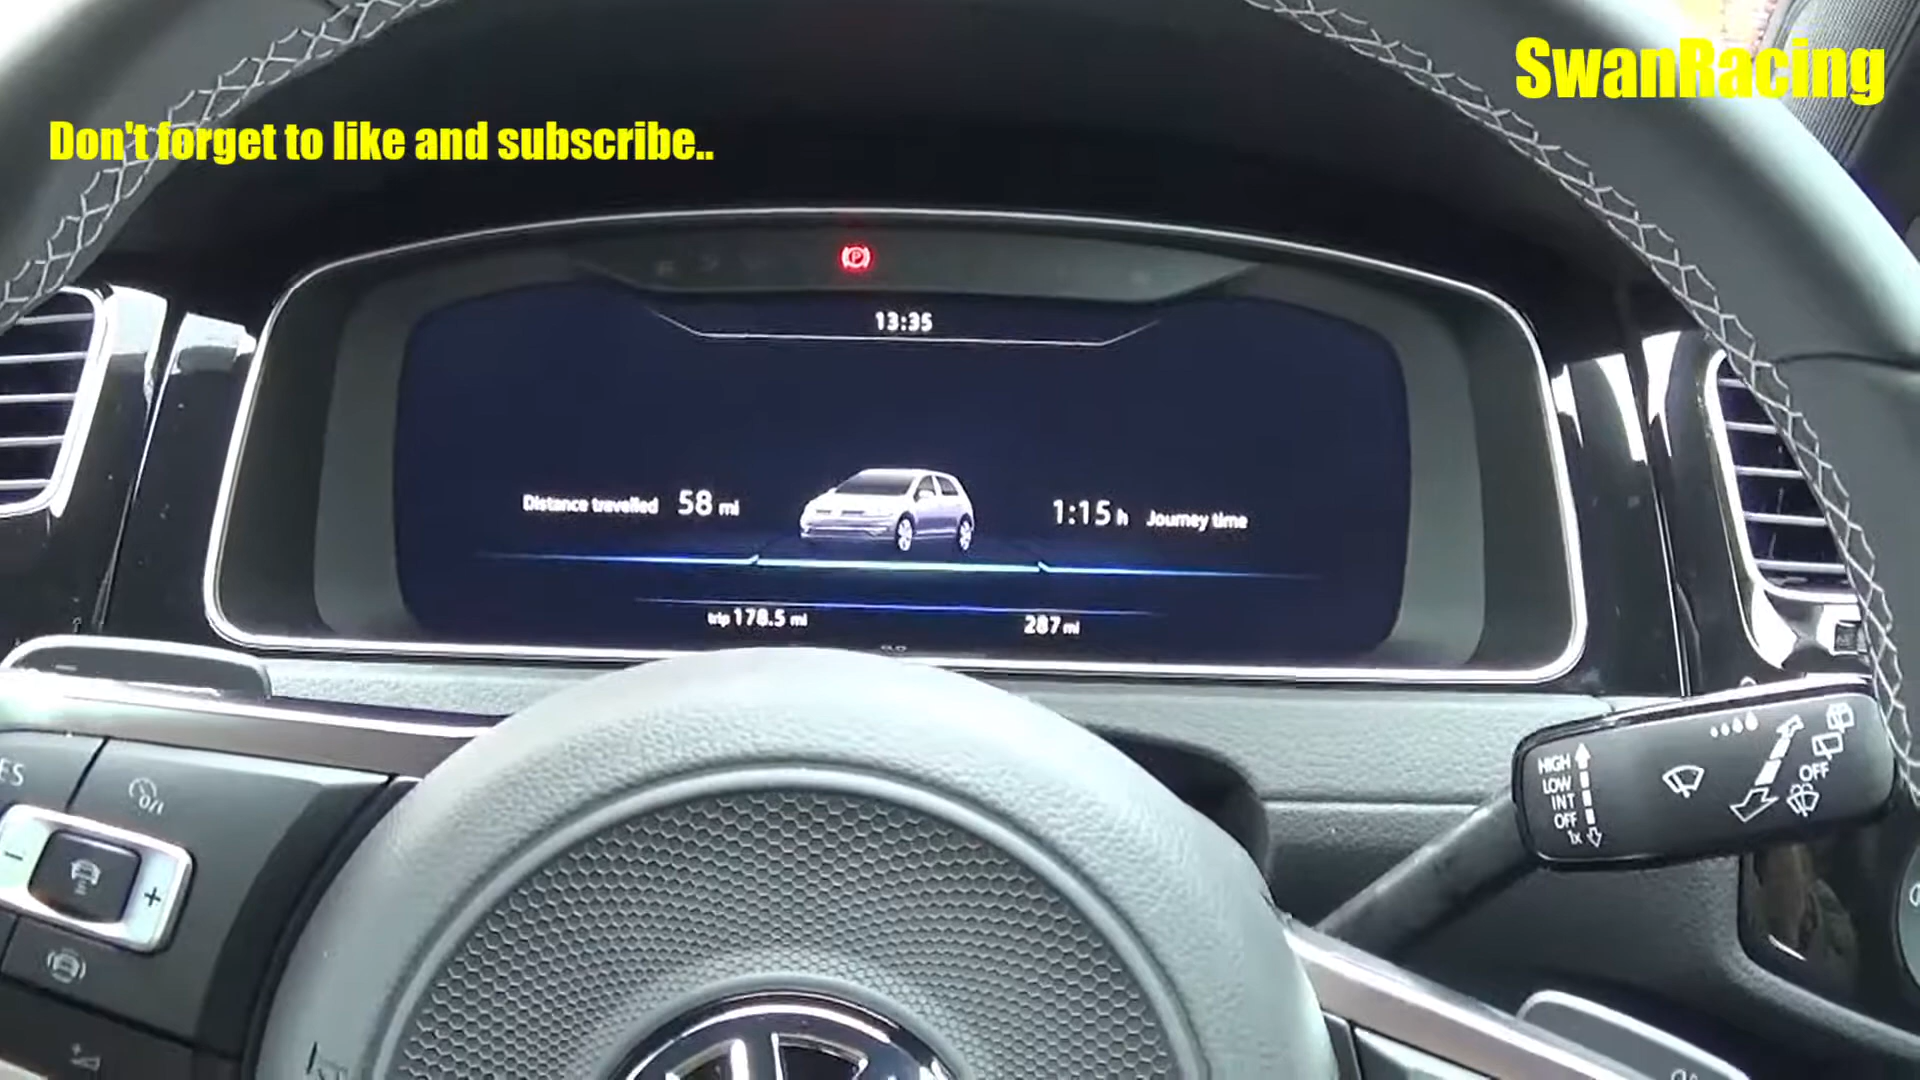 SwanRacing
Don't forget to like and subscribe..
13:35
Distance travelled 58 mi
1:15 h Journey time
trip 178.5 mi
287 mi
HIGH
LOW
INT
OFF
1x
OFF